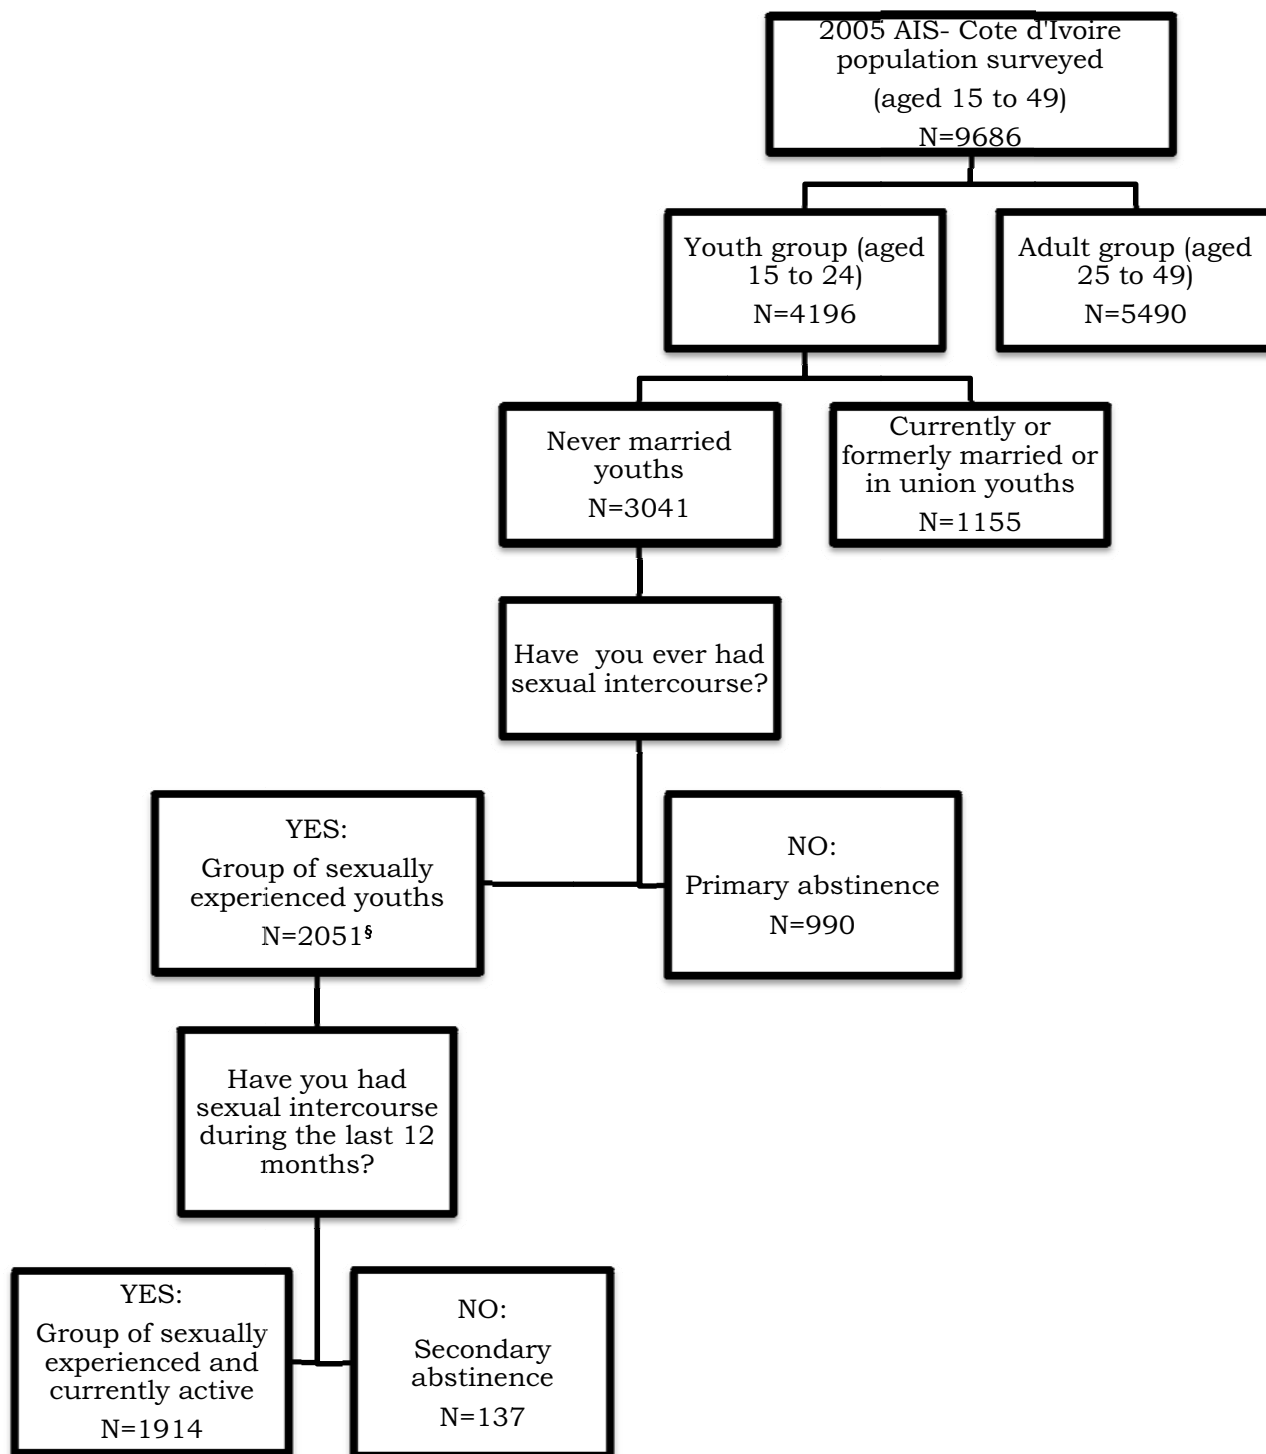 2005 AIS- Cote d'Ivoire
population surveyed
(aged 15 to 49)
N=9686
Youth group (aged
15 to 24)
N=4196
Adult group (aged
25 to 49)
N=5490
Never married
youths
N=3041
Currently or
formerly married or
in union youths
N=1155
Have you ever had
sexual intercourse?
YES:
Group of sexually
experienced youths
N=2051§
NO:
Primary abstinence
N=990
Have you had
sexual intercourse
during the last 12
months?
YES:
Group of sexually
experienced and
currently active
N=1914
NO:
Secondary
abstinence
N=137